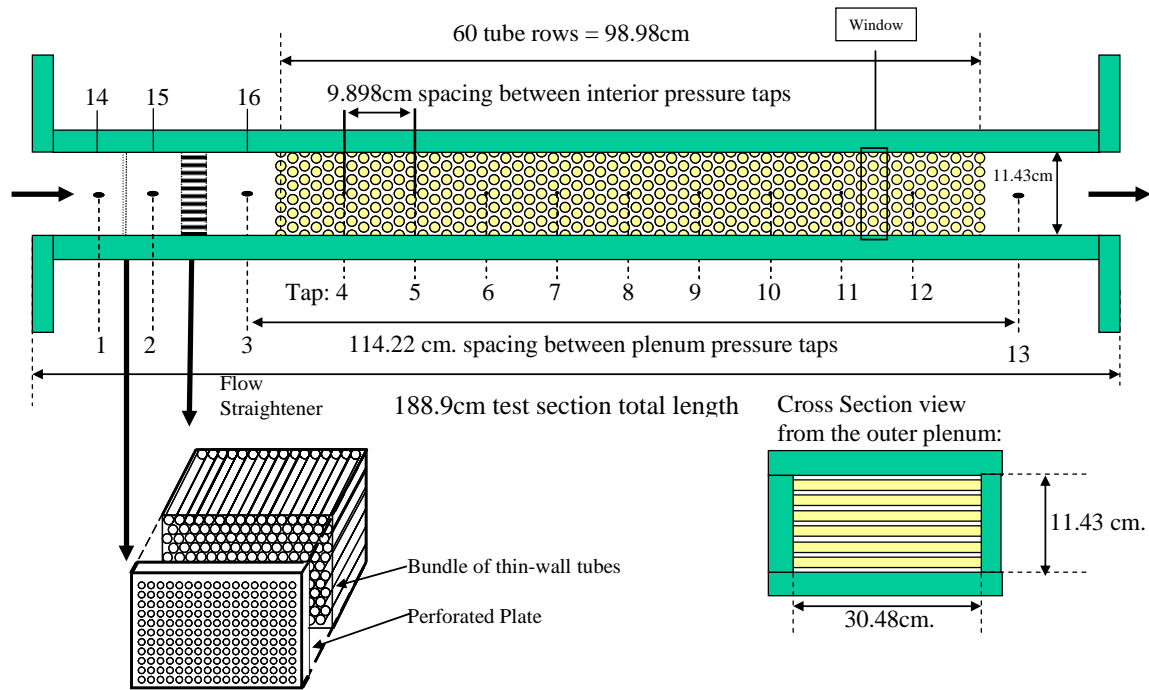 Window
60 tube rows = 98.98cm
14
15
16
9.898cm spacing between interior pressure taps
11.43cm
Tap: 4
5
6
7
8
9
10
11
12
1
2
3
114.22 cm. spacing between plenum pressure taps
13
Flow
Straightener
188.9cm test section total length
Cross Section view
from the outer plenum:
11.43 cm.
Bundle of thin-wall tubes
Perforated Plate
30.48cm.